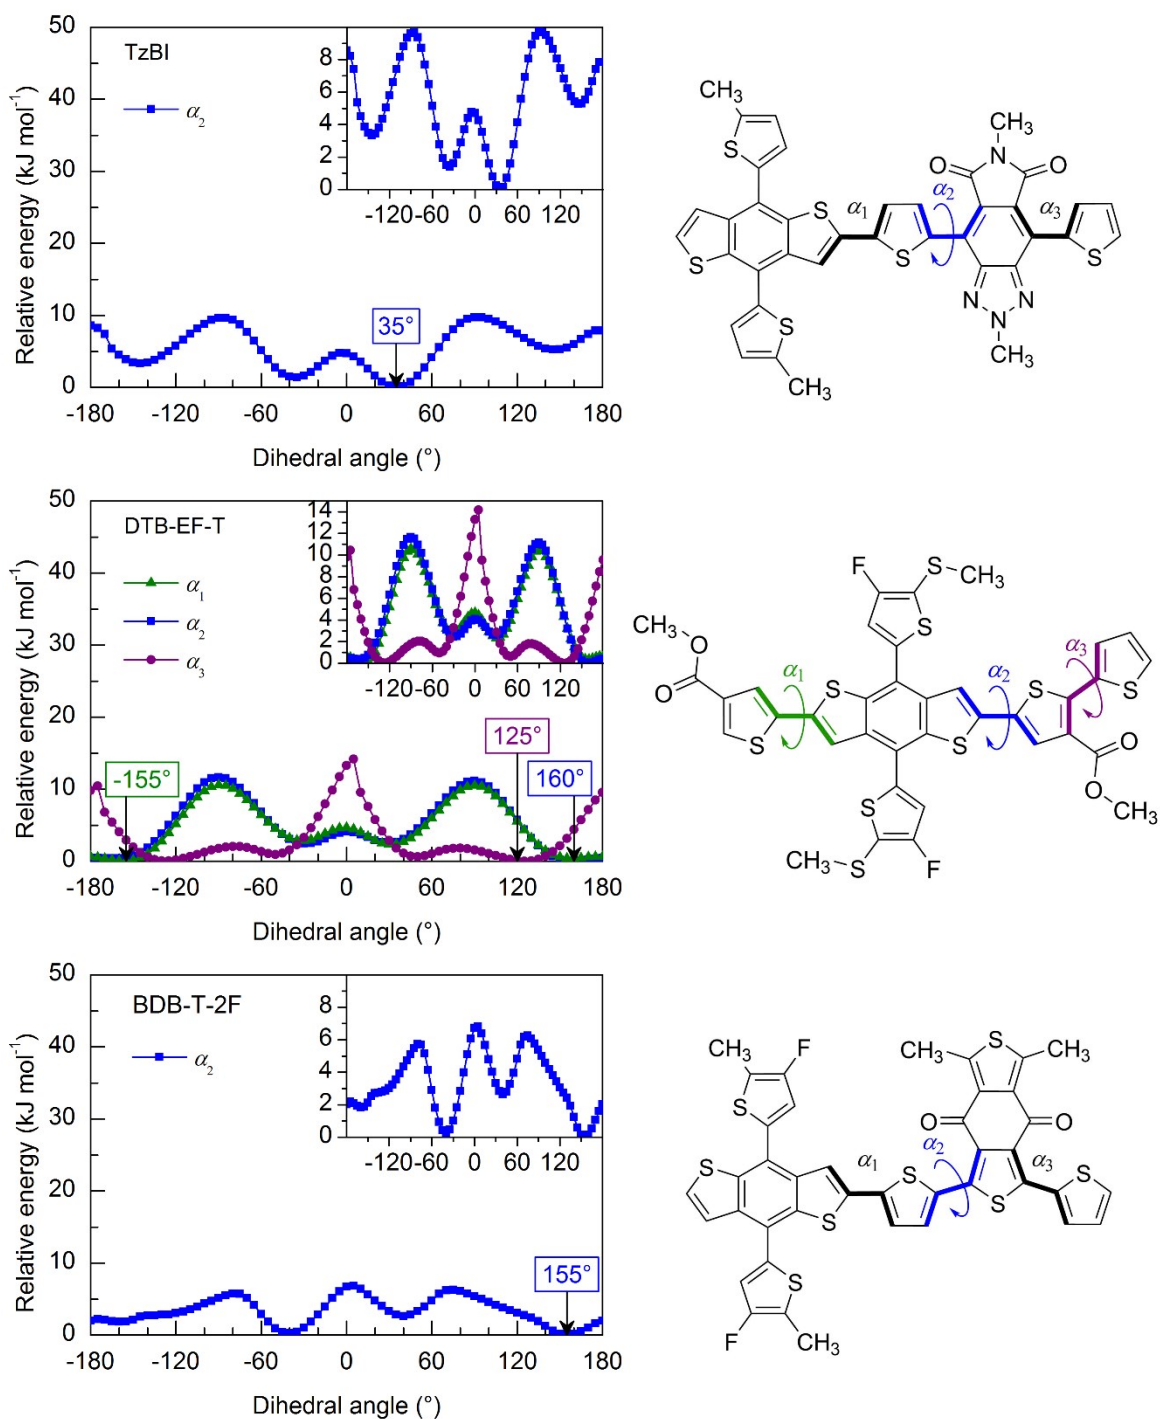 50
40
30
20
10
0
Relative energy (kJ mol⁻¹)
TzBI
α₂
8
6
4
2
0
-120 -60 0 60 120
35°
-180 -120 -60 0 60 120 180
Dihedral angle (°)
CH₃
S
CH₃
N
O O
S α₁ α₂ α₃
S S S
N N
N
S
CH₃
CH₃
50
40
30
20
10
0
Relative energy (kJ mol⁻¹)
DTB-EF-T
α₁
α₂
α₃
14
12
10
8
6
4
2
0
-120 -60 0 60 120
-155°
125°
160°
-180 -120 -60 0 60 120 180
Dihedral angle (°)
F S CH₃
S
CH₃ O
O
α₁ S α₂ S α₃ S
S S
O
O
CH₃
S
CH₃ S F
50
40
30
20
10
0
Relative energy (kJ mol⁻¹)
BDB-T-2F
α₂
8
6
4
2
0
-120 -60 0 60 120
155°
-180 -120 -60 0 60 120 180
Dihedral angle (°)
CH₃ F
S
CH₃ S CH₃
O O
S α₁ S α₂ α₃ S
S S
S
F CH₃